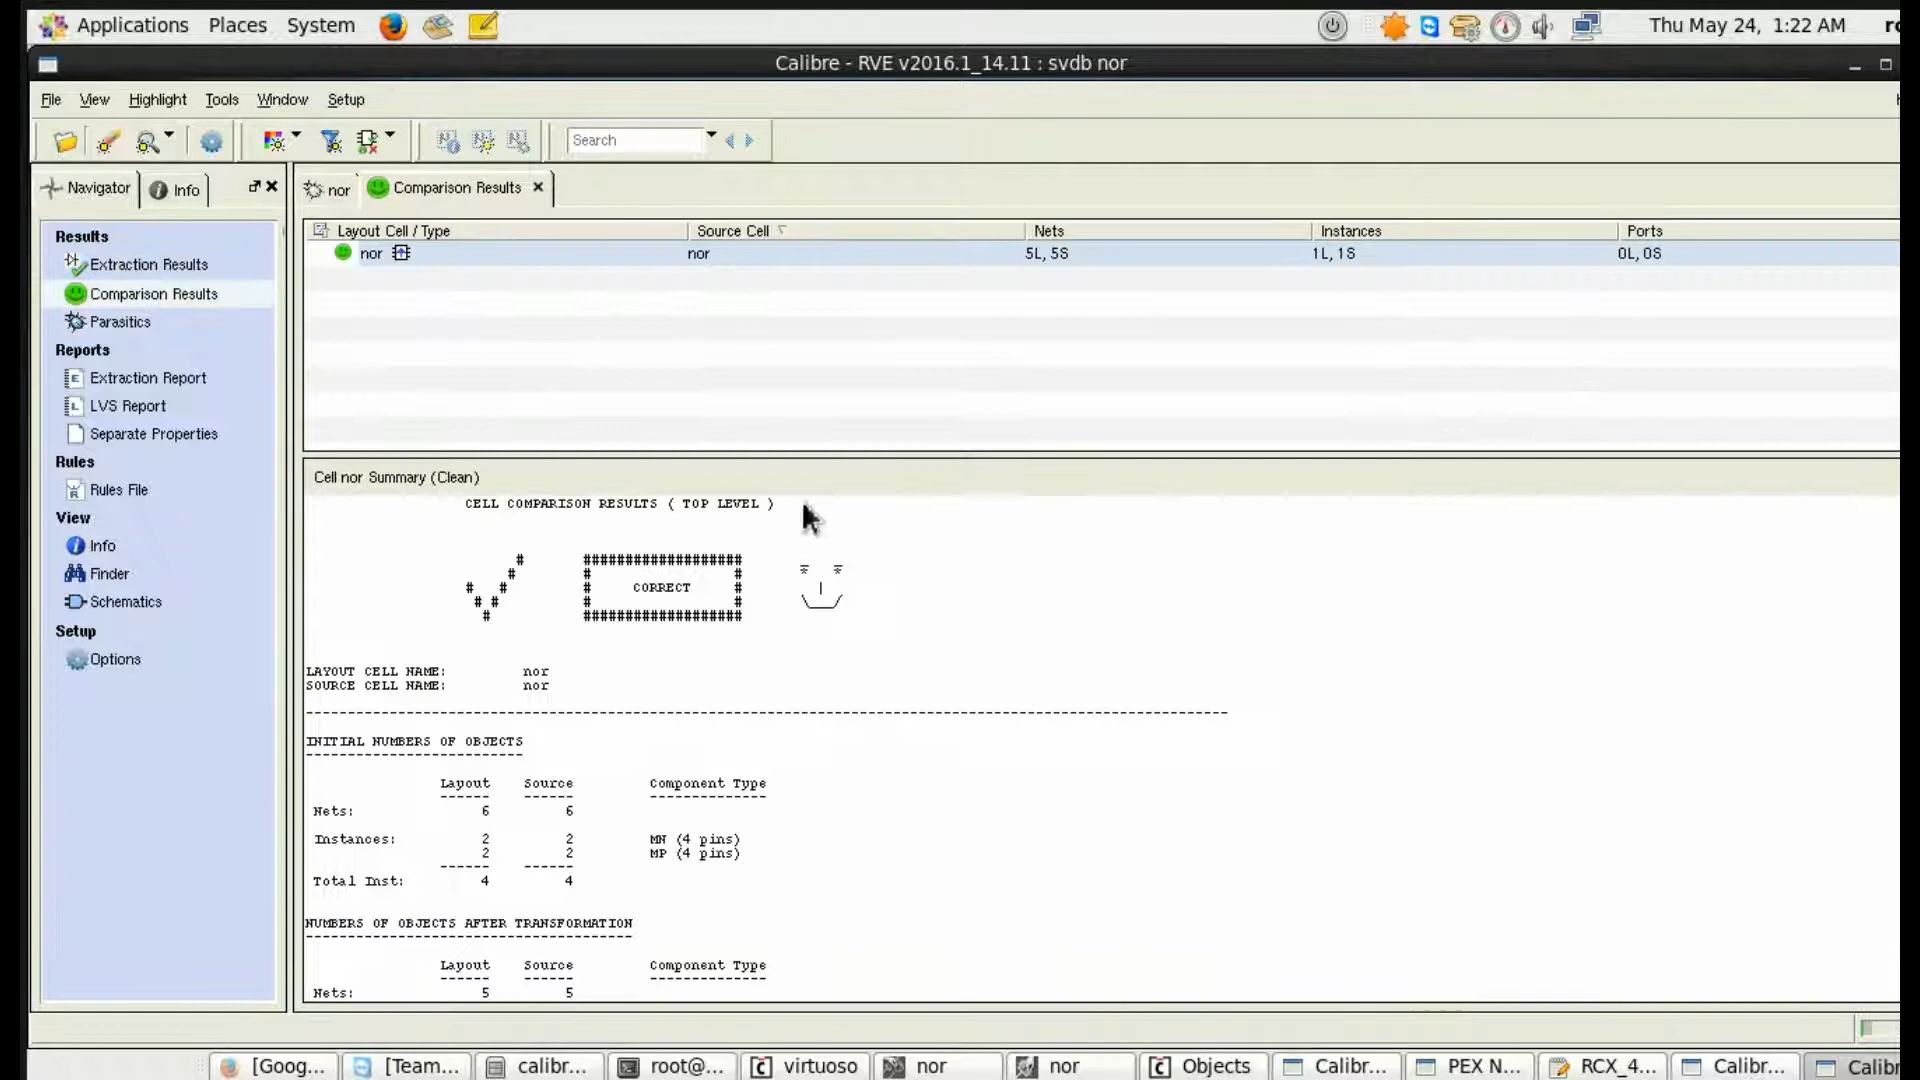 Applications Places System Thu May 24, 1:22 AM
Calibre - RVE v2016.1_14.11 : svdb nor
File View Highlight Tools Window Setup
Search
Navigator Info nor Comparison Results
Results
Extraction Results
Comparison Results
Parasitics
Reports
Extraction Report
LVS Report
Separate Properties
Rules
Rules File
View
Info
Finder
Schematics
Setup
Options
Layout Cell / Type Source Cell Nets Instances Ports
nor nor 5L, 5S 1L, 1S 0L, 0S
Cell nor Summary (Clean)
CELL COMPARISON RESULTS ( TOP LEVEL )
CORRECT
LAYOUT CELL NAME: nor
SOURCE CELL NAME: nor
INITIAL NUMBERS OF OBJECTS
Layout Source Component Type
Nets: 6 6
Instances: 2 2 MN (4 pins)
2 2 MP (4 pins)
Total Inst: 4 4
NUMBERS OF OBJECTS AFTER TRANSFORMATION
Layout Source Component Type
Nets: 5 5
[Goog... [Team... calibr... root@... virtuoso nor nor Objects Calibr... PEX N... RCX_4... Calibr... Calibr